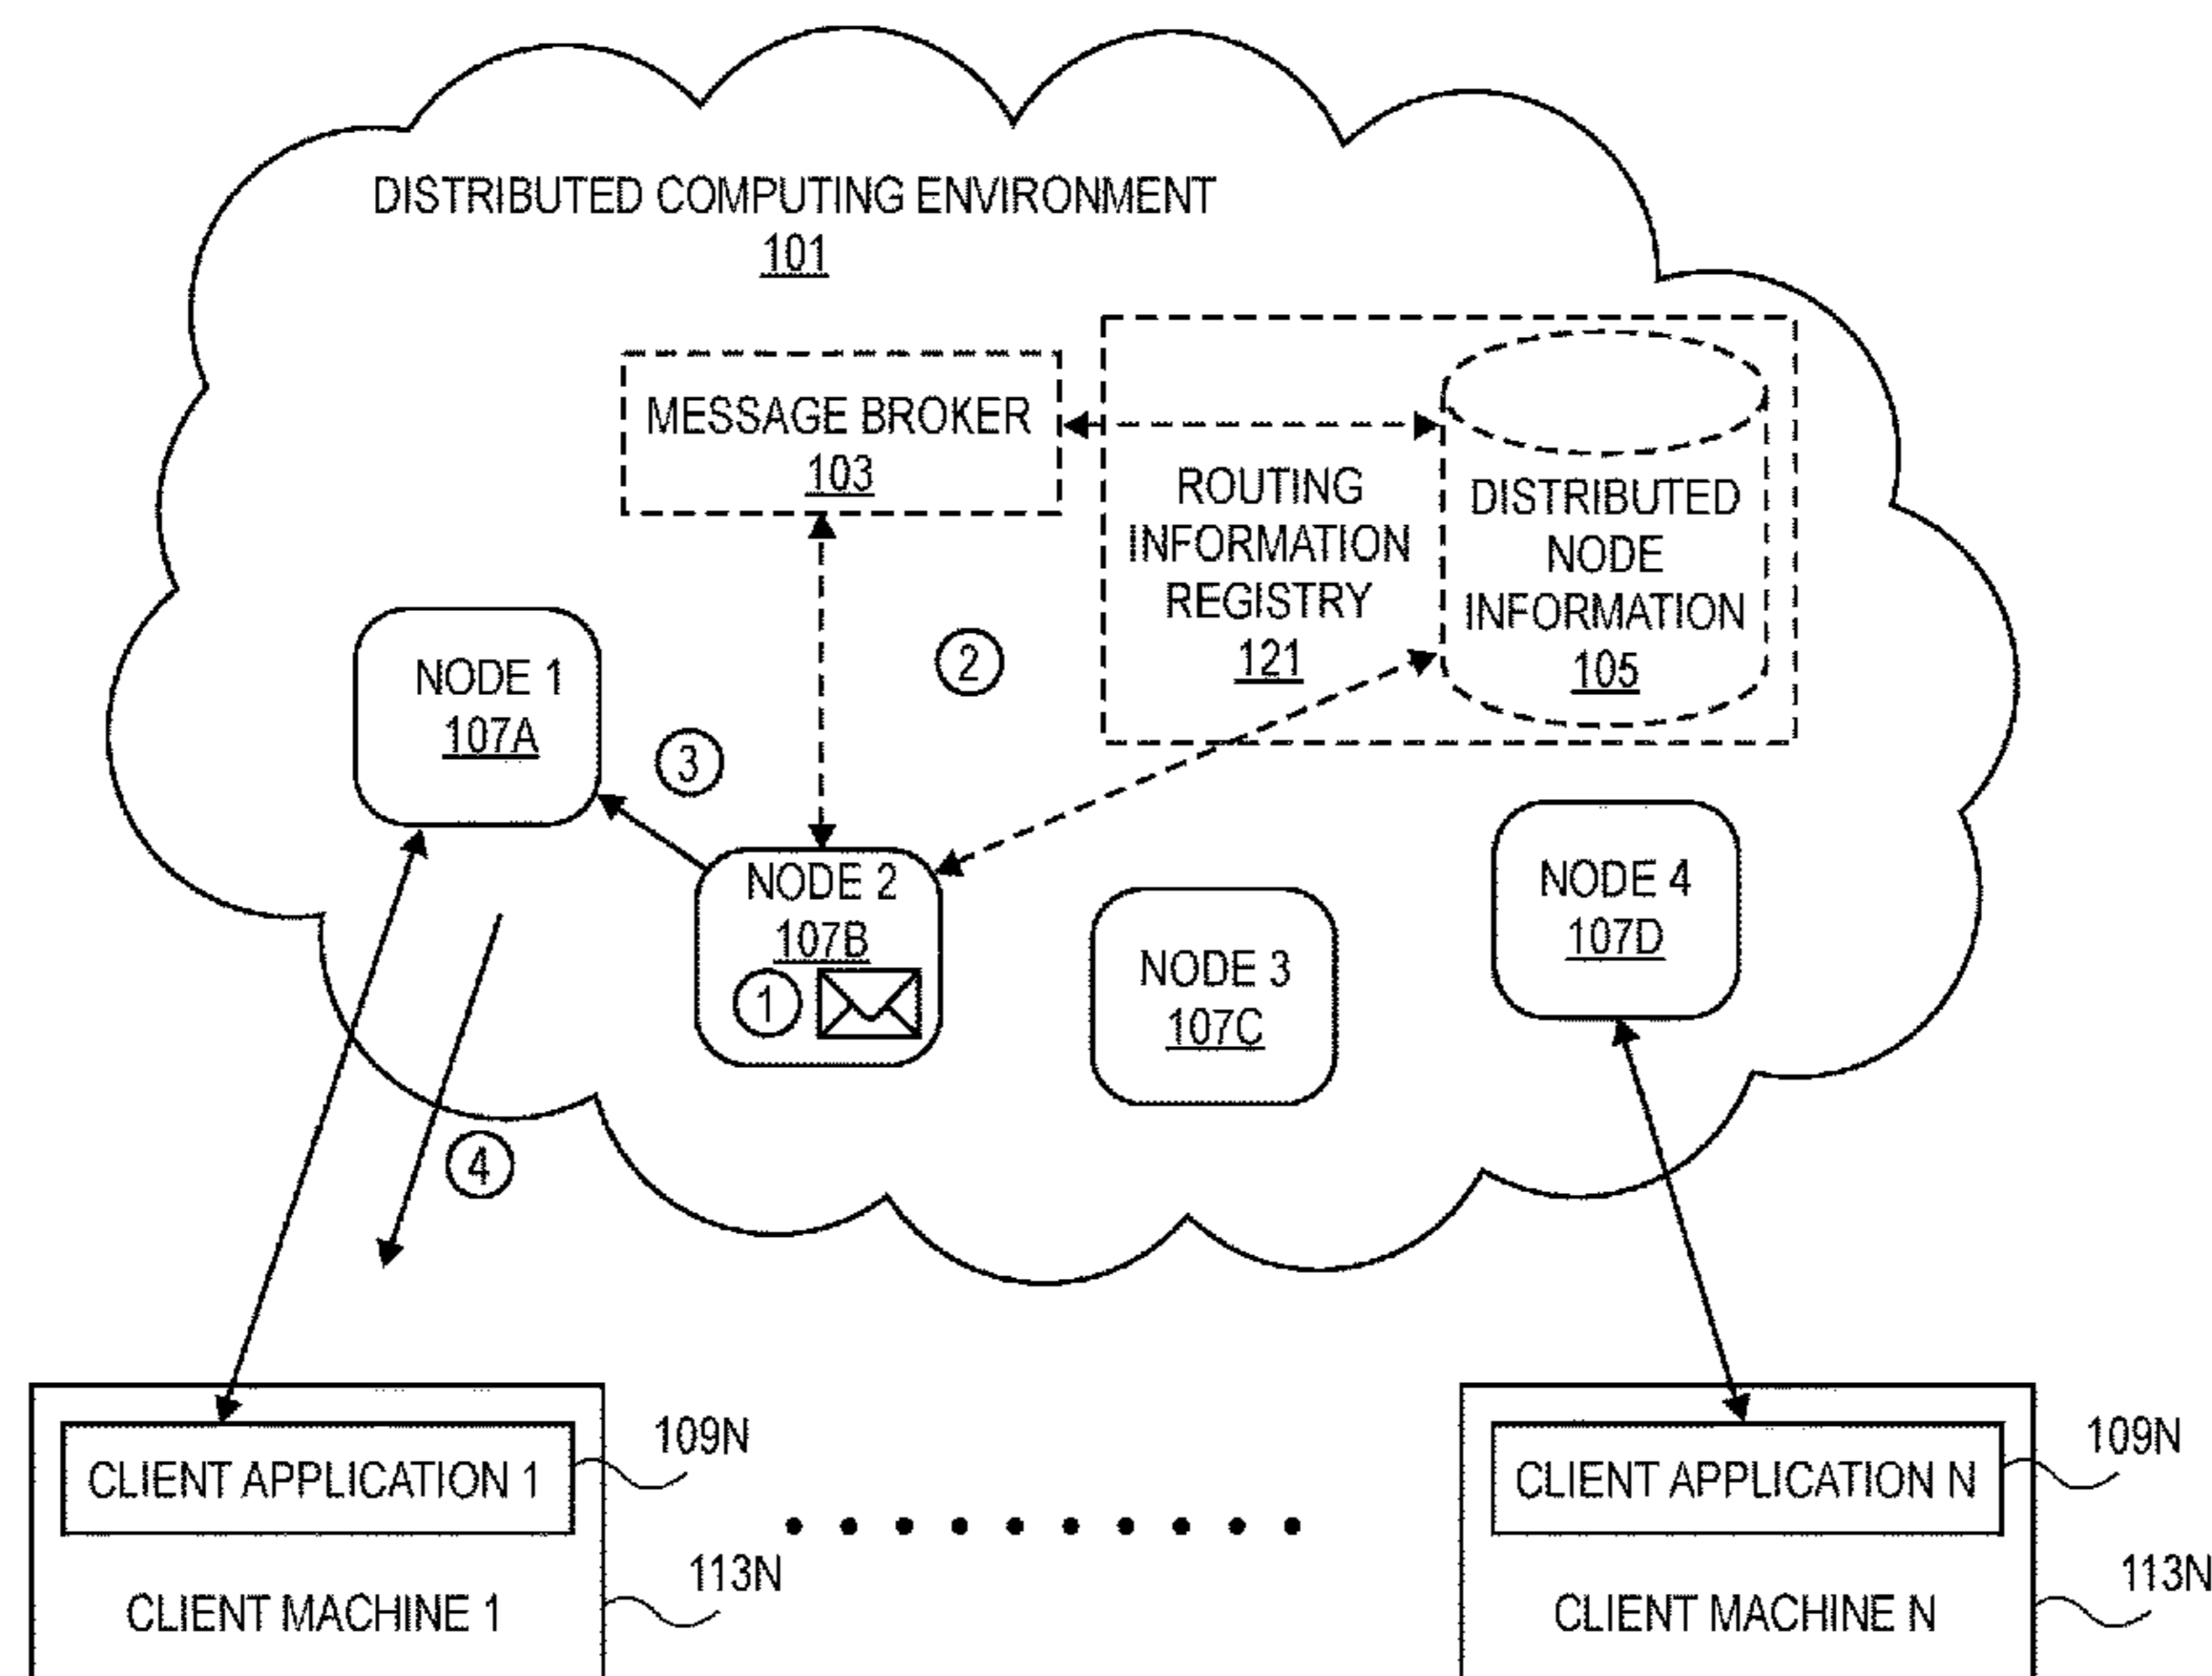 DISTRIBUTED COMPUTING ENVIRONMENT
101
MESSAGE BROKER
103
ROUTING
INFORMATION
REGISTRY
121
DISTRIBUTED
NODE
INFORMATION
105
2
NODE 1
107A
3
NODE 2
107B
1
NODE 3
107C
NODE 4
107D
4
CLIENT APPLICATION 1
109N
CLIENT MACHINE 1
113N
CLIENT APPLICATION N
109N
CLIENT MACHINE N
113N